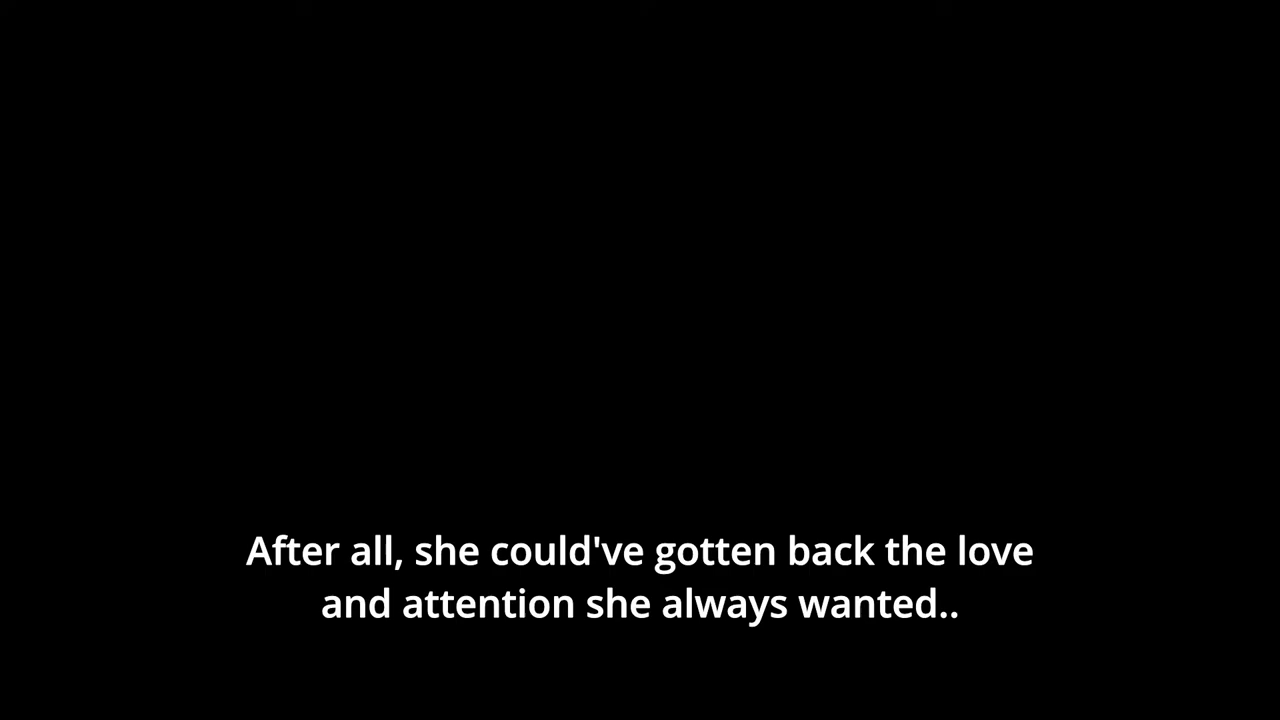 After all, she could've gotten back the love
and attention she always wanted..